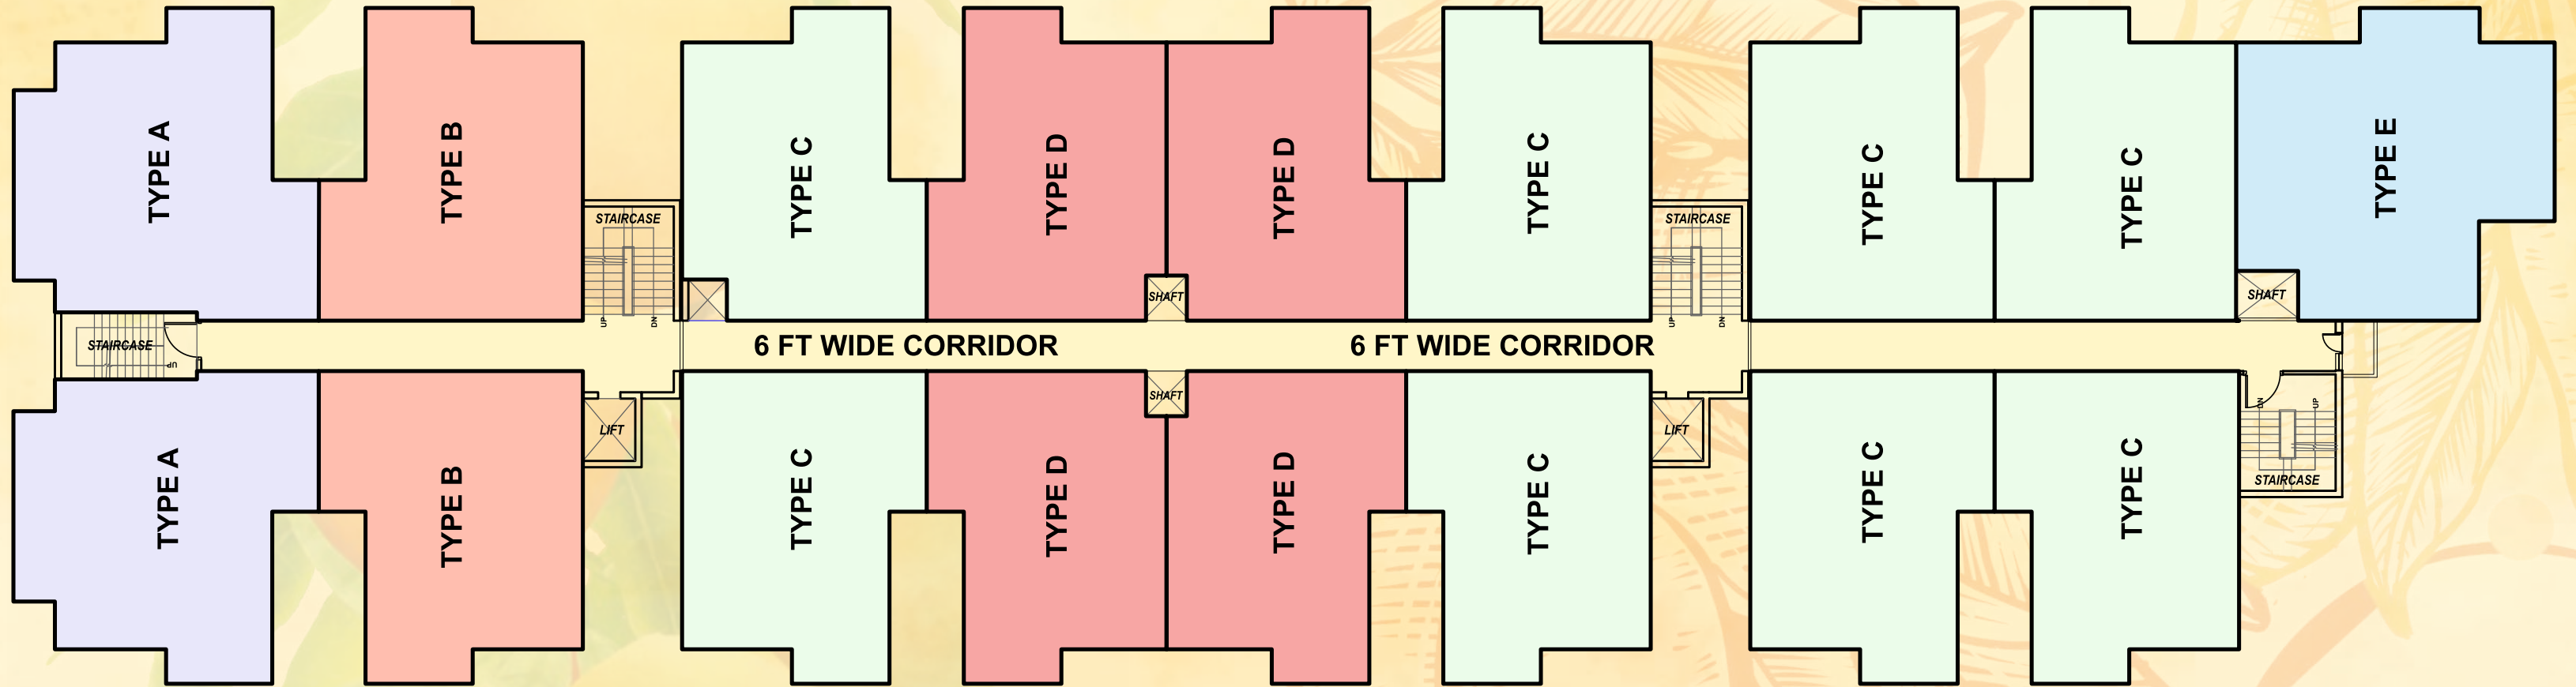 TYPE A
TYPE B
TYPE C
TYPE D
TYPE D
TYPE C
TYPE C
TYPE C
TYPE E
STAIRCASE
UP
DN
STAIRCASE
UP
DN
SHAFT
SHAFT
STAIRCASE
UP
6 FT WIDE CORRIDOR
6 FT WIDE CORRIDOR
SHAFT
LIFT
LIFT
DN
UP
STAIRCASE
TYPE A
TYPE B
TYPE C
TYPE D
TYPE D
TYPE C
TYPE C
TYPE C